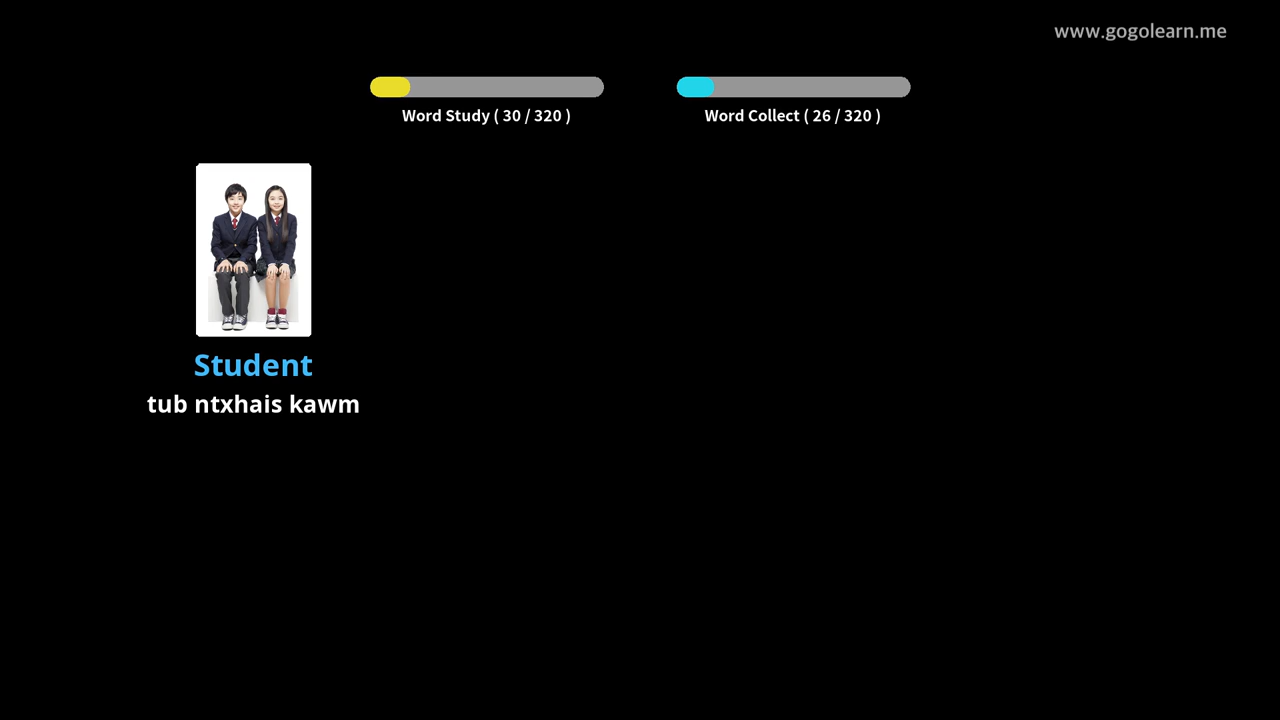 www.gogolearn.me
Word Study ( 30 / 320 )
Word Collect ( 26 / 320 )
Student
tub ntxhais kawm